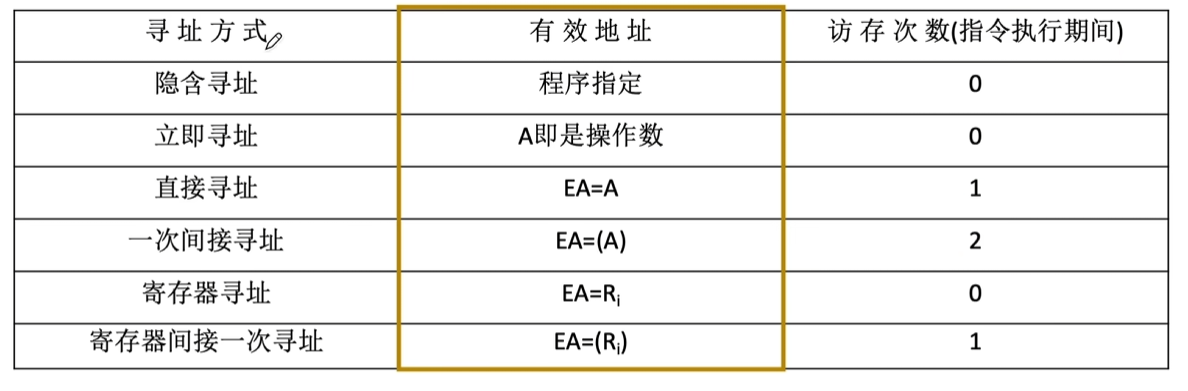 寻址方式 有效地址 访存次数(指令执行期间)
隐含寻址 程序指定 0
立即寻址 A即是操作数 0
直接寻址 EA=A 1
一次间接寻址 EA=(A) 2
寄存器寻址 EA=Ri 0
寄存器间接一次寻址 EA=(Ri) 1